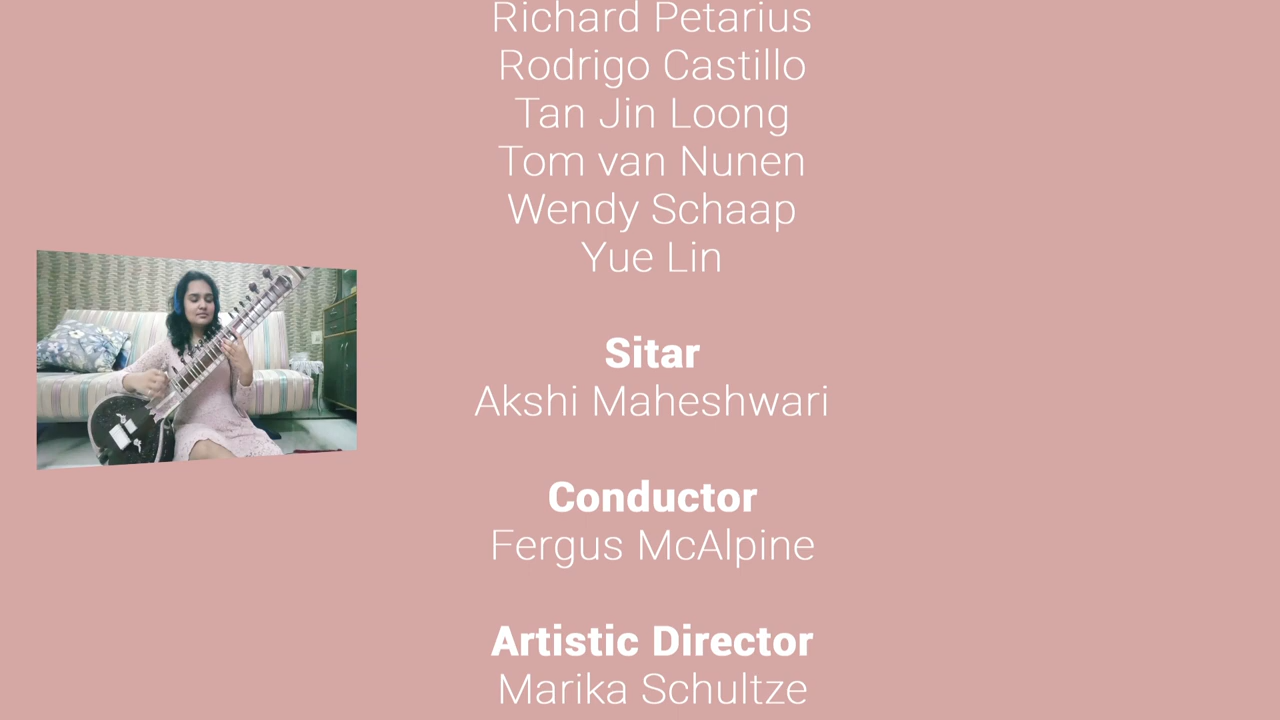 Richard Petarius
Rodrigo Castillo
Tan Jin Loong
Tom van Nunen
Wendy Schaap
Yue Lin
Sitar
Akshi Maheshwari
Conductor
Fergus McAlpine
Artistic Director
Marika Schultze